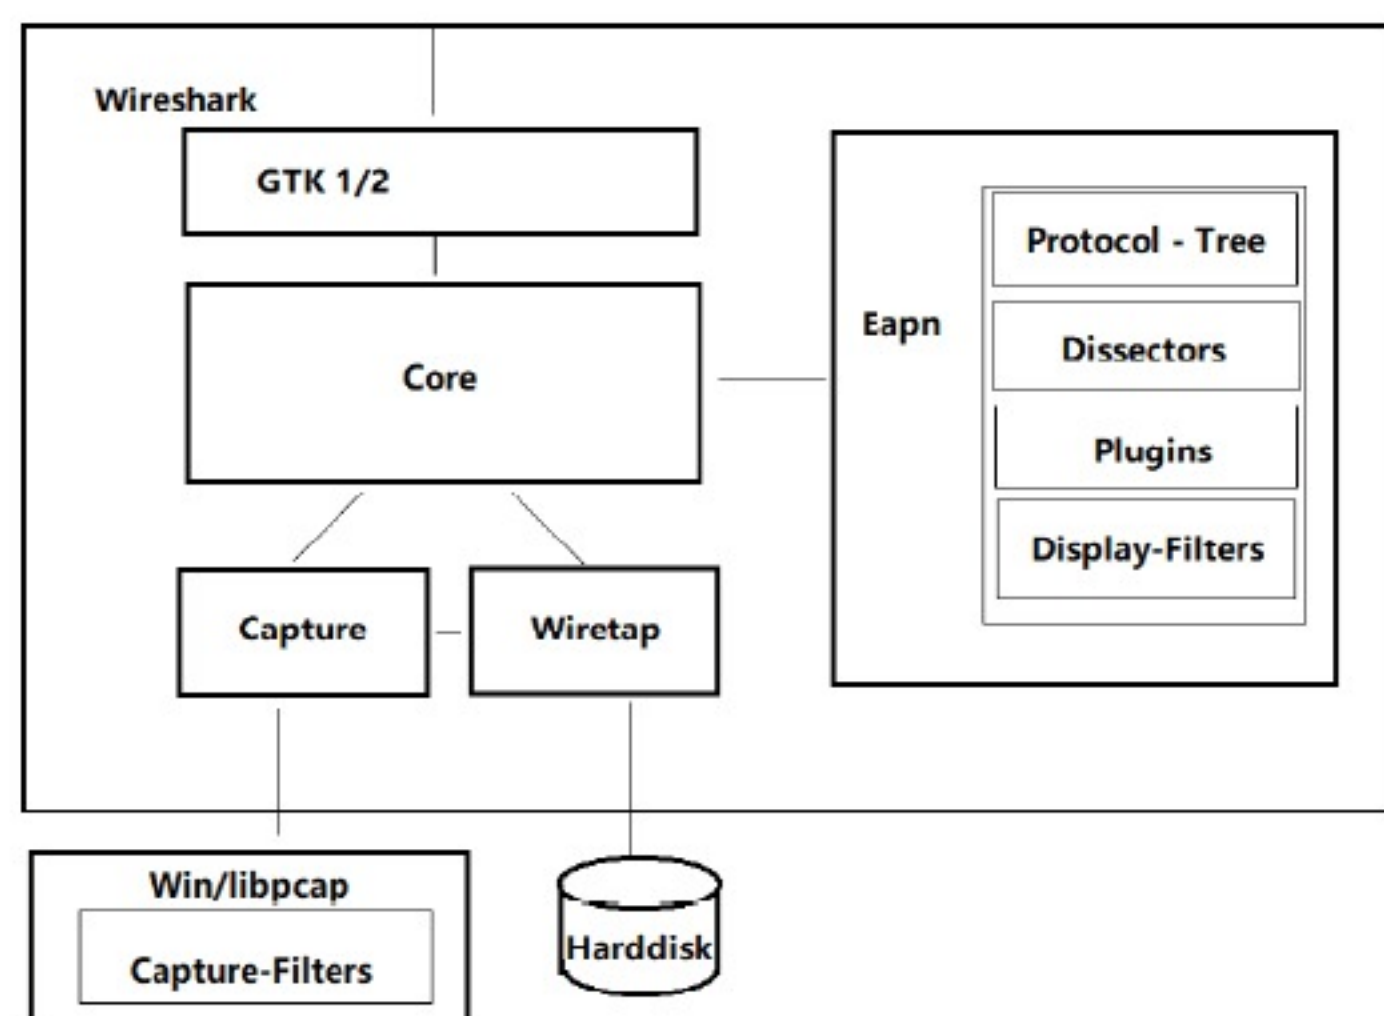 Wireshark
GTK 1/2
Core
Capture
Wiretap
Eapn
Protocol - Tree
Dissectors
Plugins
Display-Filters
Win/libpcap
Capture-Filters
Harddisk